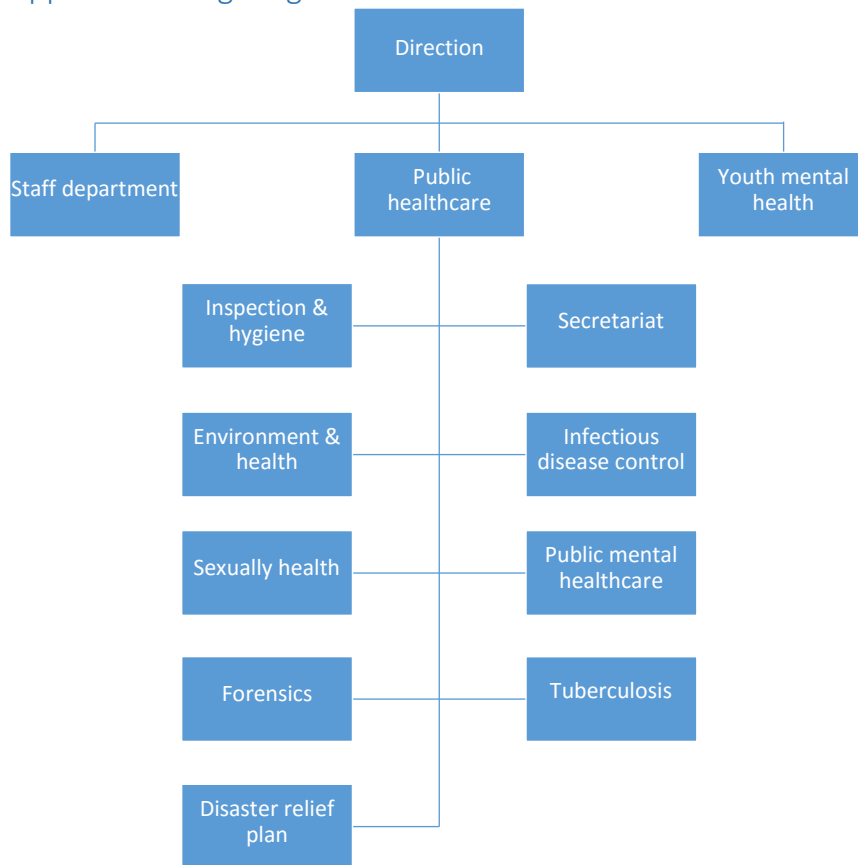 Direction
Staff department
Public
healthcare
Youth mental
health
Inspection &
hygiene
Secretariat
Environment &
health
Infectious
disease control
Sexually health
Public mental
healthcare
Forensics
Tuberculosis
Disaster relief
plan